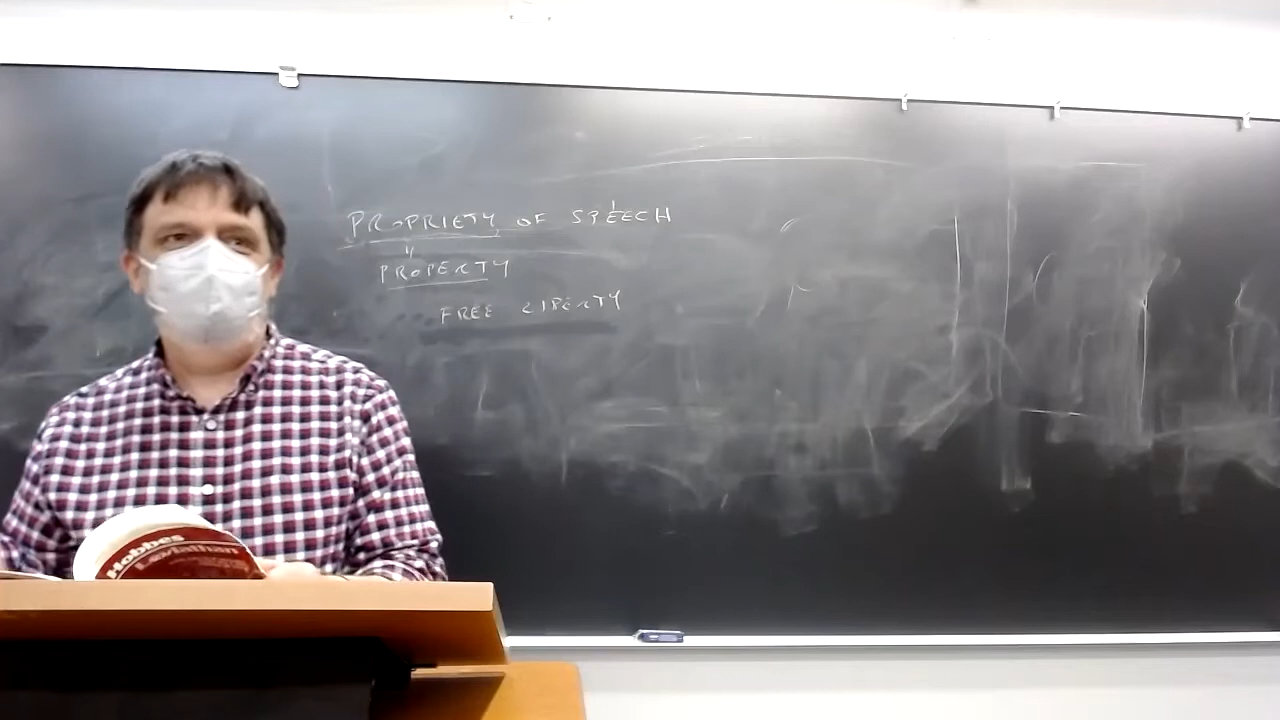 PROPRIETY OF SPEECH
"
PROPERTY
FREE LIBERTY
Hobbes
Leviathan